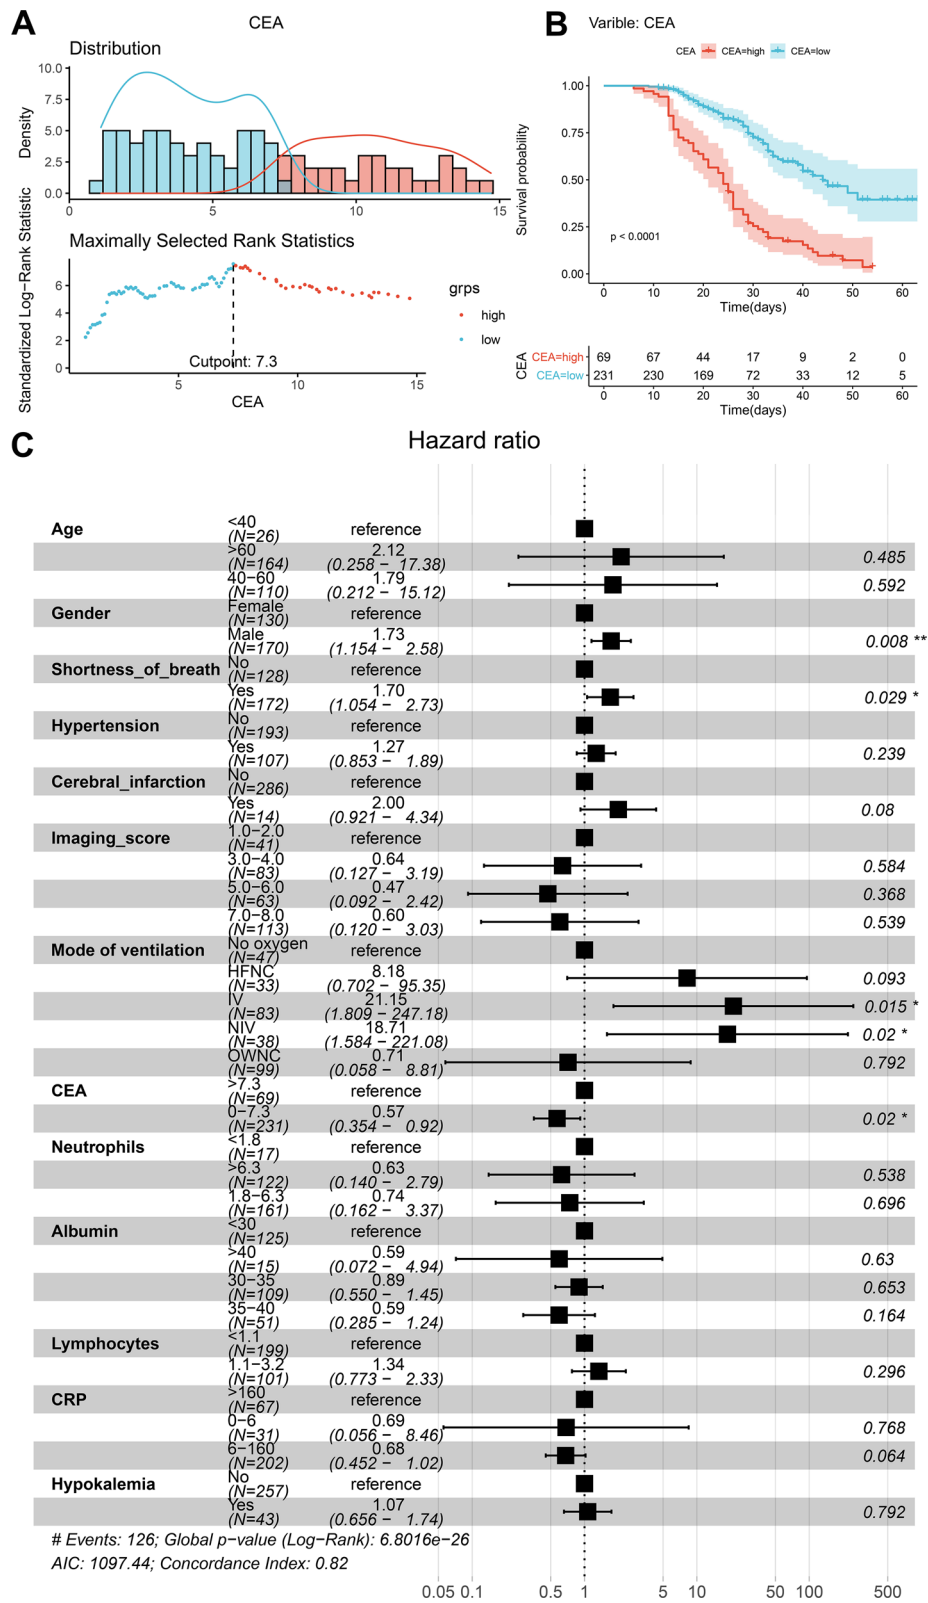 A
CEA
Distribution
Density
10.0
7.5
5.0
2.5
0.0
0 5 10 15
Maximally Selected Rank Statistics
Standardized Log−Rank Statistic
6
4
2
0
Cutpoint: 7.3
5 10 15
CEA
grps
high
low
B
Varible: CEA
CEA CEA=high CEA=low
Survival probability
1.00
0.75
0.50
0.25
0.00
p < 0.0001
0 10 20 30 40 50 60
Time(days)
CEA
CEA=high 69 67 44 17 9 2 0
CEA=low 231 230 169 72 33 12 5
0 10 20 30 40 50 60
Time(days)
C
Hazard ratio
Age <40 reference
(N=26)
>60 2.12
(N=164) (0.258 − 17.38) 0.485
40−60 1.79
(N=110) (0.212 − 15.12) 0.592
Gender Female reference
(N=130)
Male 1.73
(N=170) (1.154 − 2.58) 0.008 **
Shortness_of_breath No reference
(N=128)
Yes 1.70
(N=172) (1.054 − 2.73) 0.029 *
Hypertension No reference
(N=193)
Yes 1.27
(N=107) (0.853 − 1.89) 0.239
Cerebral_infarction No reference
(N=286)
Yes 2.00
(N=14) (0.921 − 4.34) 0.08
Imaging_score 1.0−2.0 reference
(N=41)
3.0−4.0 0.64
(N=83) (0.127 − 3.19) 0.584
5.0−6.0 0.47
(N=63) (0.092 − 2.42) 0.368
7.0−8.0 0.60
(N=113) (0.120 − 3.03) 0.539
Mode of ventilation No oxygen reference
(N=47)
HFNC 8.18
(N=33) (0.702 − 95.35) 0.093
IV 21.15
(N=83) (1.809 − 247.18) 0.015 *
NIV 18.71
(N=38) (1.584 − 221.08) 0.02 *
OWNC 0.71
(N=99) (0.058 − 8.81) 0.792
CEA >7.3 reference
(N=69)
0−7.3 0.57
(N=231) (0.354 − 0.92) 0.02 *
Neutrophils <1.8 reference
(N=17)
>6.3 0.63
(N=122) (0.140 − 2.79) 0.538
1.8−6.3 0.74
(N=161) (0.162 − 3.37) 0.696
Albumin <30 reference
(N=125)
>40 0.59
(N=15) (0.072 − 4.94) 0.63
30−35 0.89
(N=109) (0.550 − 1.45) 0.653
35−40 0.59
(N=51) (0.285 − 1.24) 0.164
Lymphocytes <1.1 reference
(N=199)
1.1−3.2 1.34
(N=101) (0.773 − 2.33) 0.296
CRP >160 reference
(N=67)
0−6 0.69
(N=31) (0.056 − 8.46) 0.768
6−160 0.68
(N=202) (0.452 − 1.02) 0.064
Hypokalemia No reference
(N=257)
Yes 1.07
(N=43) (0.656 − 1.74) 0.792
# Events: 126; Global p−value (Log−Rank): 6.8016e−26
AIC: 1097.44; Concordance Index: 0.82
0.05 0.1 0.5 1 5 10 50 100 500